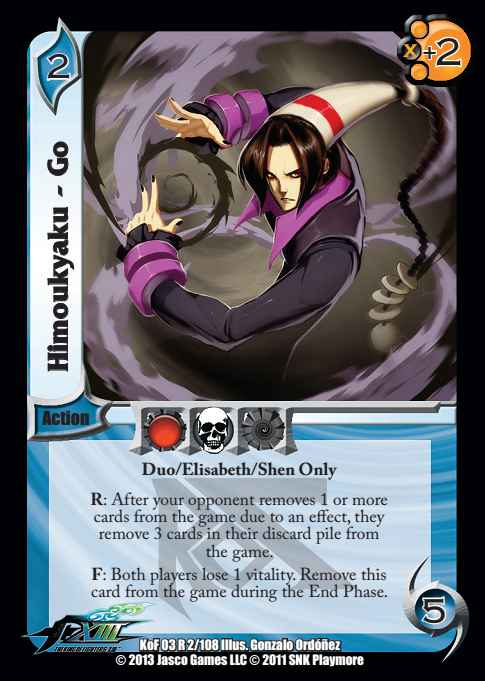 2
X +2
Himoukyaku - Go
Action
Duo/Elisabeth/Shen Only
R: After your opponent removes 1 or more
cards from the game due to an effect, they
remove 3 cards in their discard pile from
the game.
F: Both players lose 1 vitality. Remove this
card from the game during the End Phase.
5
XIII
KoF 03 R 2/108 Illus. Gonzalo Ordóñez
© 2013 Jasco Games LLC © 2011 SNK Playmore